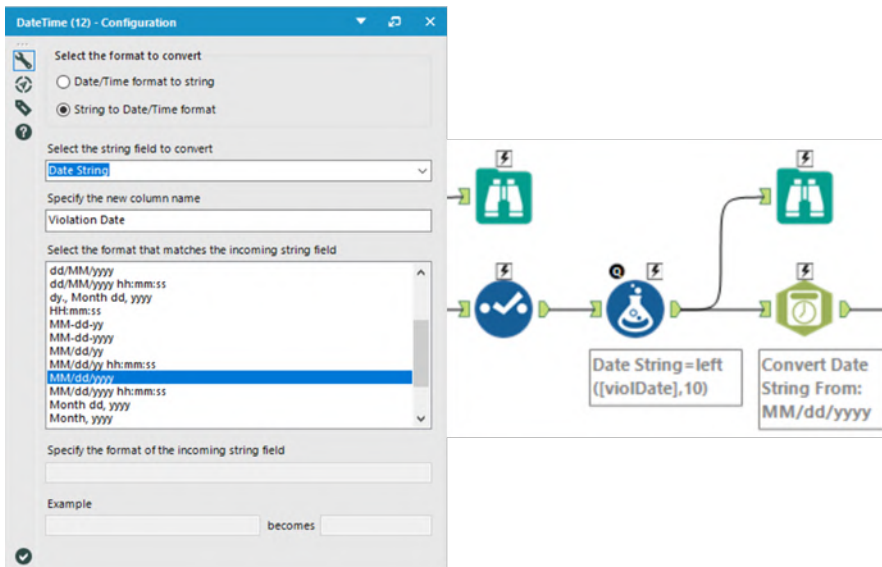 DateTime (12) - Configuration
Select the format to convert
Date/Time format to string
String to Date/Time format
Select the string field to convert
Date String
Specify the new column name
Violation Date
Select the format that matches the incoming string field
dd/MM/yyyy
dd/MM/yyyy hh:mm:ss
dy., Month dd, yyyy
HH:mm:ss
MM-dd-yy
MM-dd-yyyy
MM/dd/yy
MM/dd/yy hh:mm:ss
MM/dd/yyyy
MM/dd/yyyy hh:mm:ss
Month dd, yyyy
Month, yyyy
Specify the format of the incoming string field
Example
becomes
Q
Date String=left
([violDate],10)
Convert Date
String From:
MM/dd/yyyy